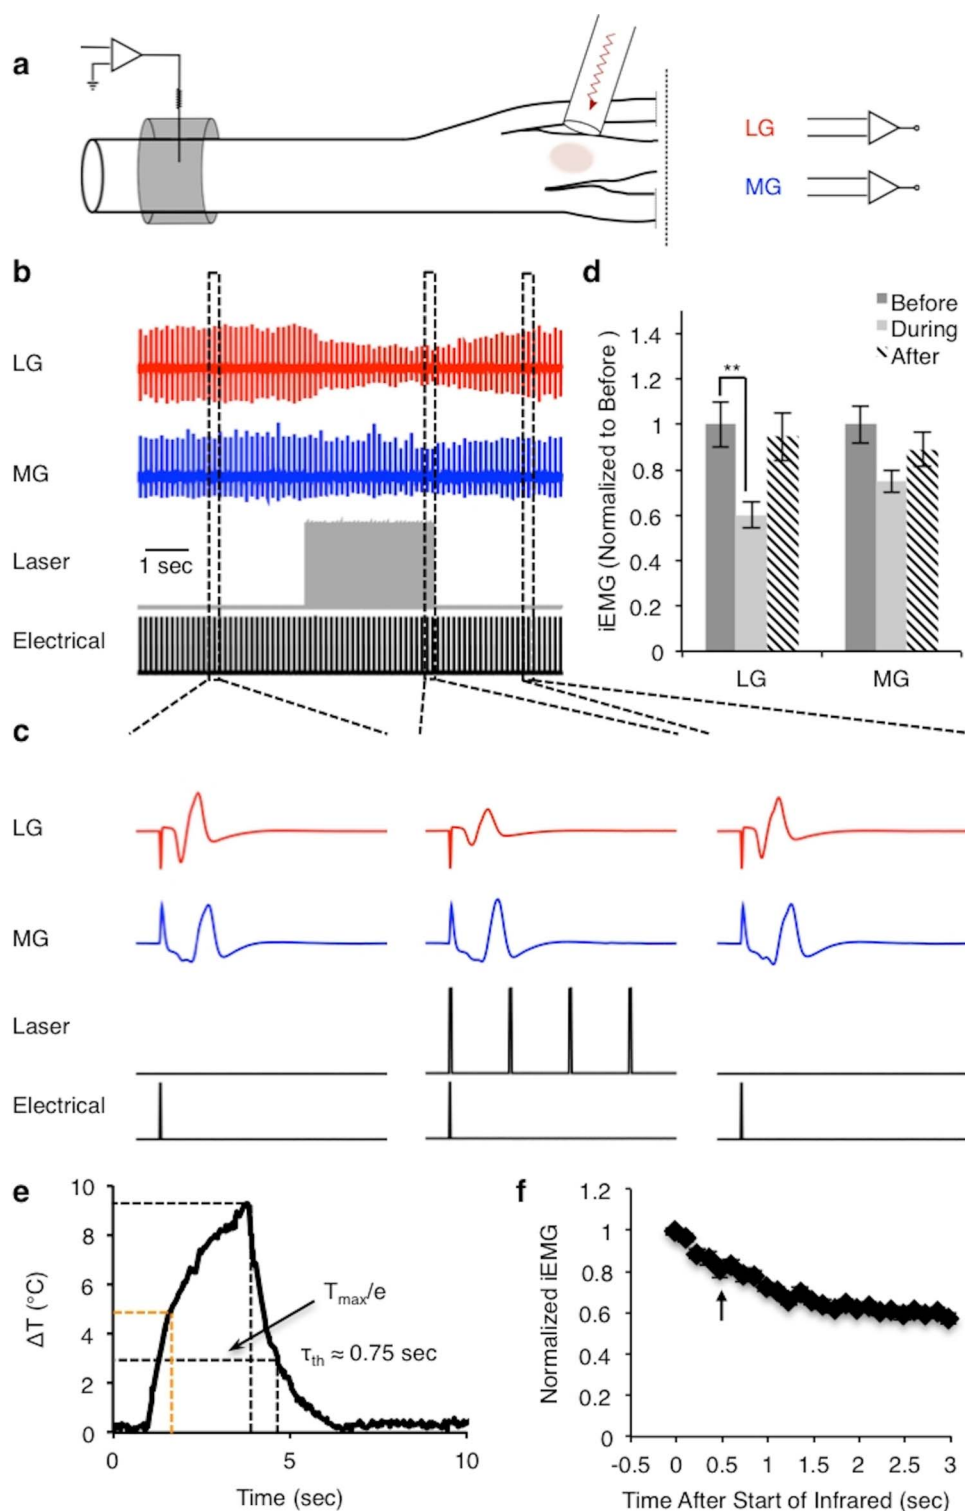 a
LG
MG
b
LG
MG
Laser
1 sec
Electrical
d
Before
During
After
**
iEMG (Normalized to Before)
1.4
1.2
1
0.8
0.6
0.4
0.2
0
LG
MG
c
LG
MG
Laser
Electrical
e
10
8
6
4
2
0
ΔT (°C)
Tmax/e
τth ≈ 0.75 sec
0
5
10
Time (sec)
f
1.2
1
0.8
0.6
0.4
0.2
0
Normalized iEMG
-0.5
0
0.5
1
1.5
2
2.5
3
Time After Start of Infrared (sec)